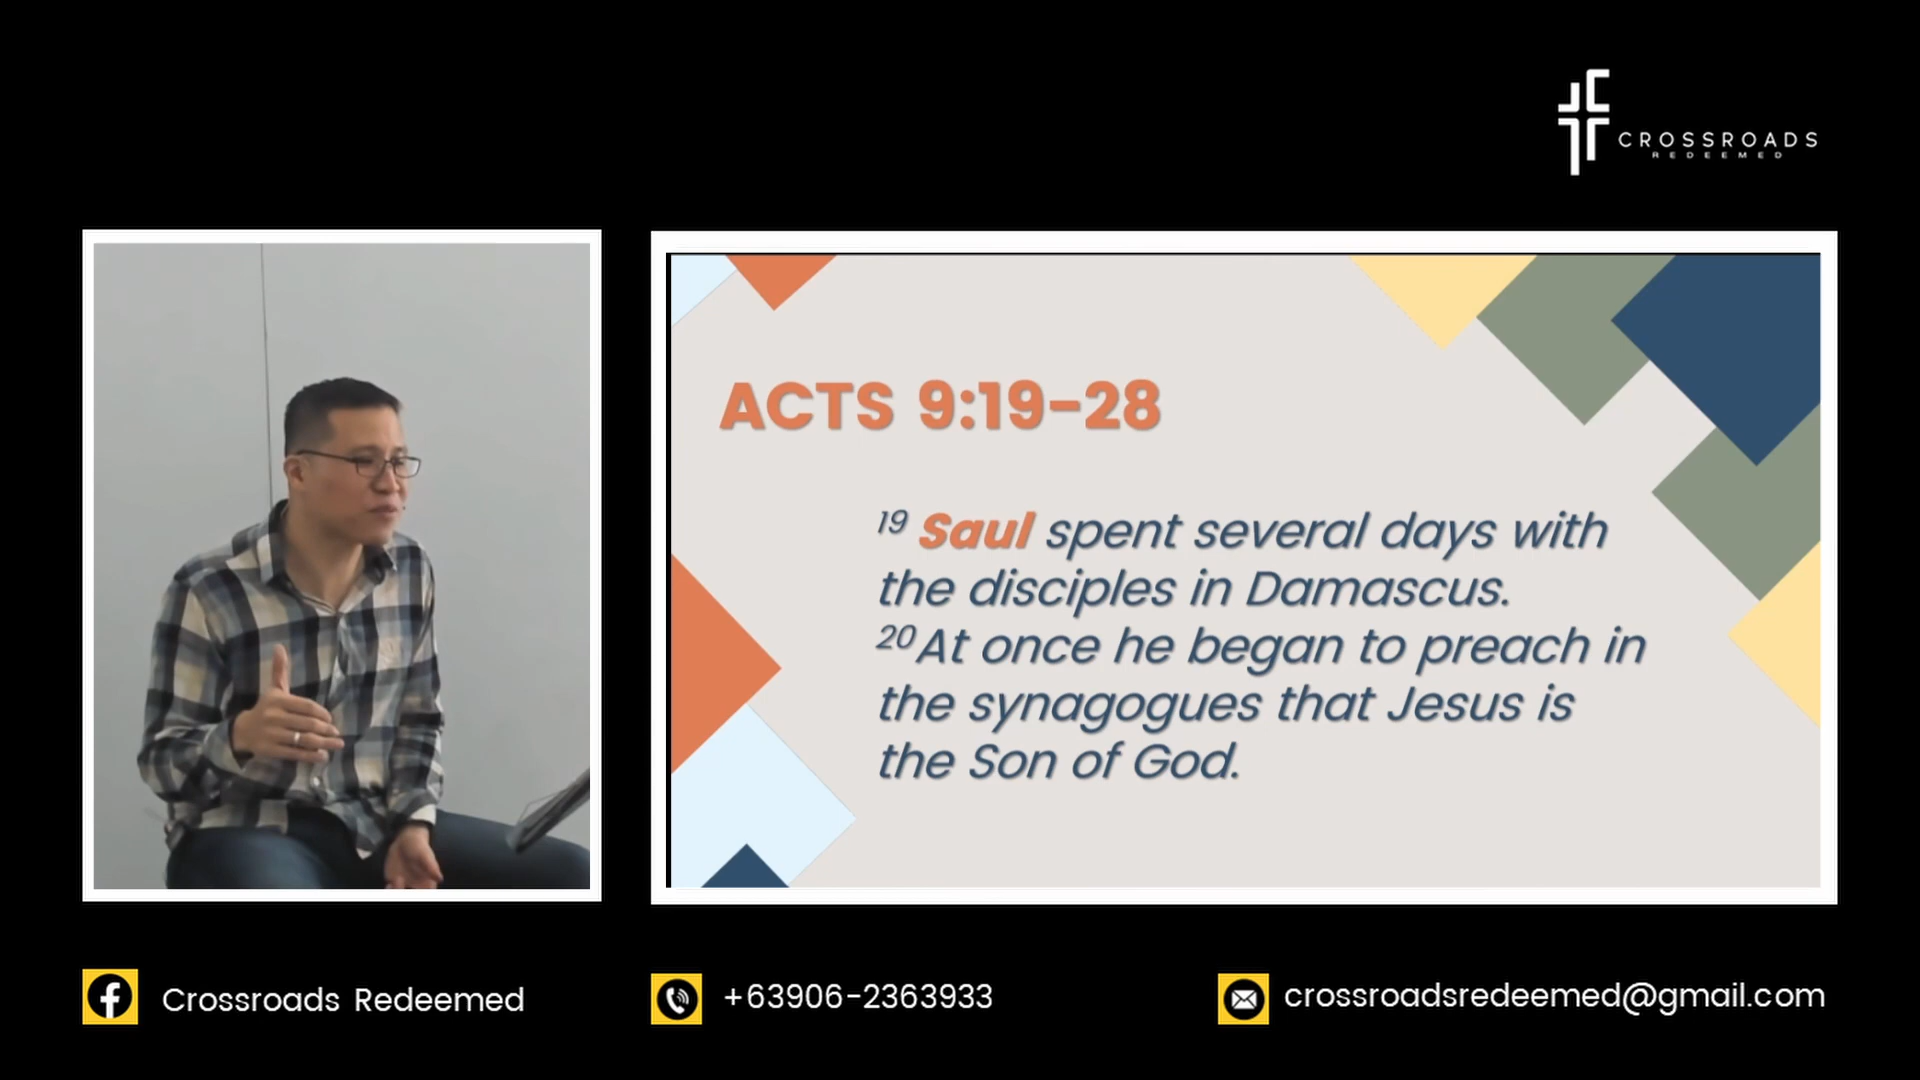 CROSSROADS
REDEEMED
ACTS 9:19-28
19 Saul spent several days with
the disciples in Damascus.
20 At once he began to preach in
the synagogues that Jesus is
the Son of God.
Crossroads Redeemed
+63906-2363933
crossroadsredeemed@gmail.com